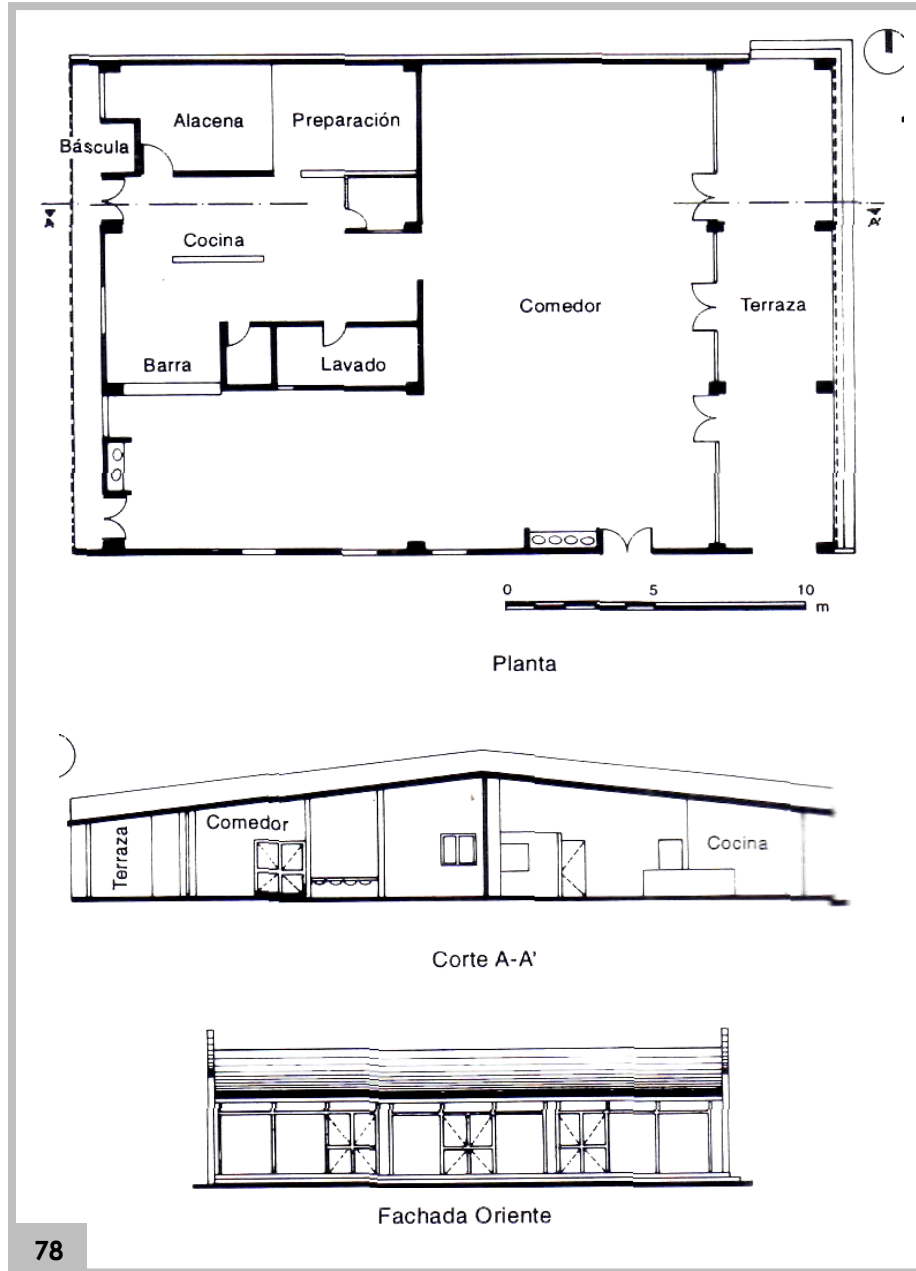 Alacena
Preparación
Báscula
Cocina
Comedor
Terraza
Barra
Lavado
0 5 10
m
Planta
Terraza
Comedor
Cocina
Corte A-A'
Fachada Oriente
78